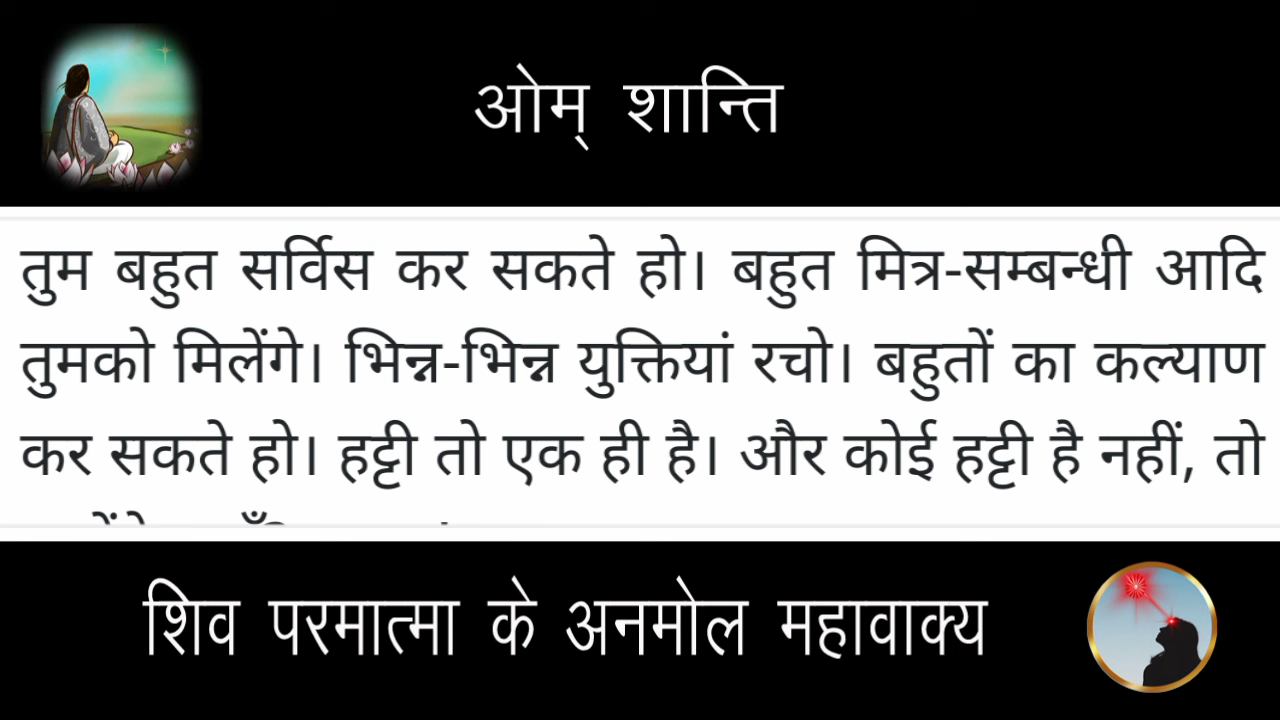 ओम् शान्ति
तुम बहुत सर्विस कर सकते हो। बहुत मित्र-सम्बन्धी आदि
तुमको मिलेंगे। भिन्न-भिन्न युक्तियां रचो। बहुतों का कल्याण
कर सकते हो। हट्टी तो एक ही है। और कोई हट्टी है नहीं, तो
शिव परमात्मा के अनमोल महावाक्य